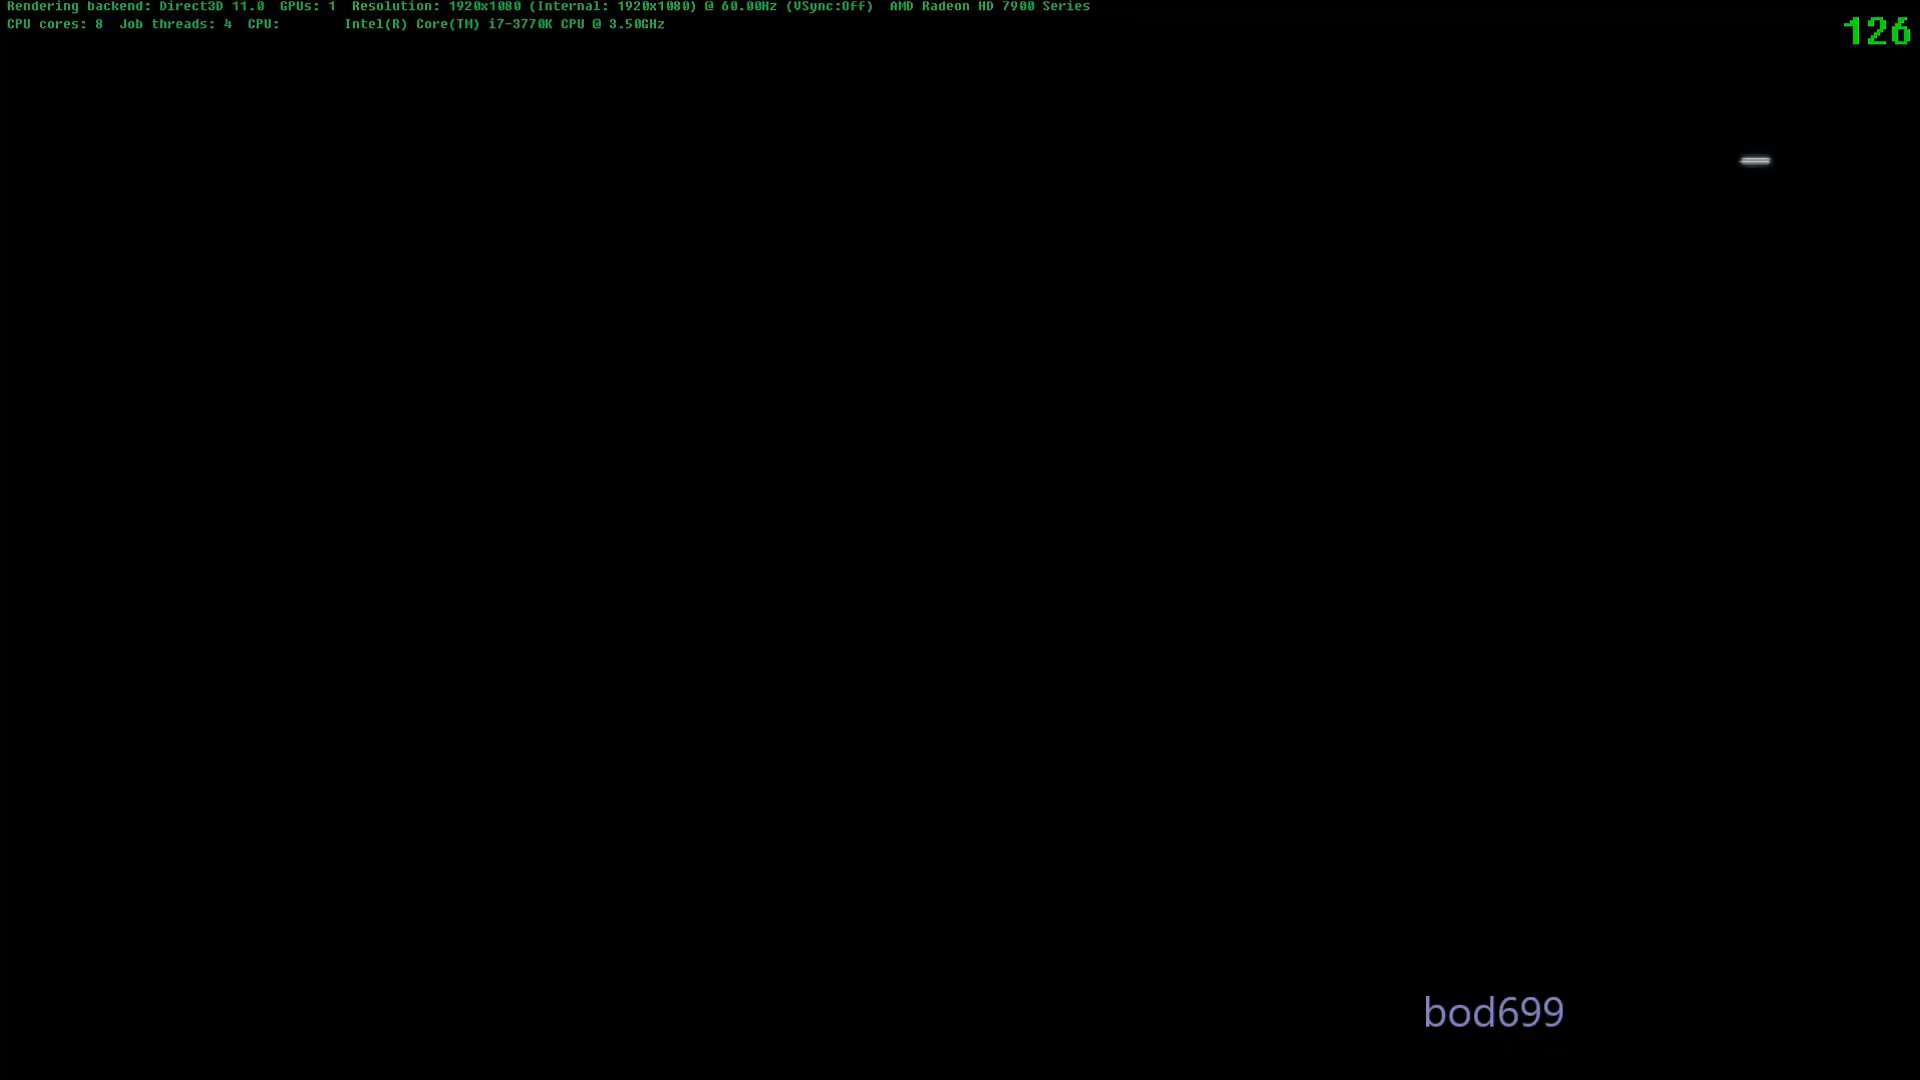 Rendering backend: Direct3D 11.0  GPUs: 1  Resolution: 1920x1080 (Internal: 1920x1080) @ 60.00Hz (VSync:Off)  AMD Radeon HD 7900 Series
CPU cores: 8  Job threads: 4  CPU:        Intel(R) Core(TM) i7-3770K CPU @ 3.50GHz
126
bod699